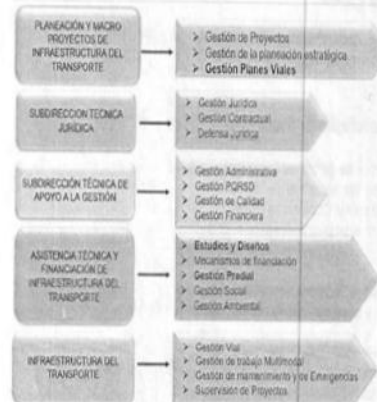 PLANEACIÓN Y MACRO
PROYECTOS DE
INFRAESTRUCTURA DEL
TRANSPORTE
Gestión de Proyectos
Gestión de la planeación estratégica
Gestión Planes Viales
SUBDIRECCIÓN TÉCNICA
JURÍDICA
Gestión Jurídica
Gestión Contractual
Defensa Jurídica
SUBDIRECCIÓN TÉCNICA DE
APOYO A LA GESTIÓN
Gestión Administrativa
Gestión PQRSD
Gestión de Calidad
Gestión Financiera
ASISTENCIA TÉCNICA Y
FINANCIACIÓN DE
INFRAESTRUCTURA DEL
TRANSPORTE
Estudios y Diseños
Mecanismos de financiación
Gestión Predial
Gestión Social
Gestión Ambiental
INFRAESTRUCTURA DEL
TRANSPORTE
Gestión Vial
Gestión de trabajo Multimodal
Gestión de mantenimiento y de Emergencias
Supervisión de Proyectos